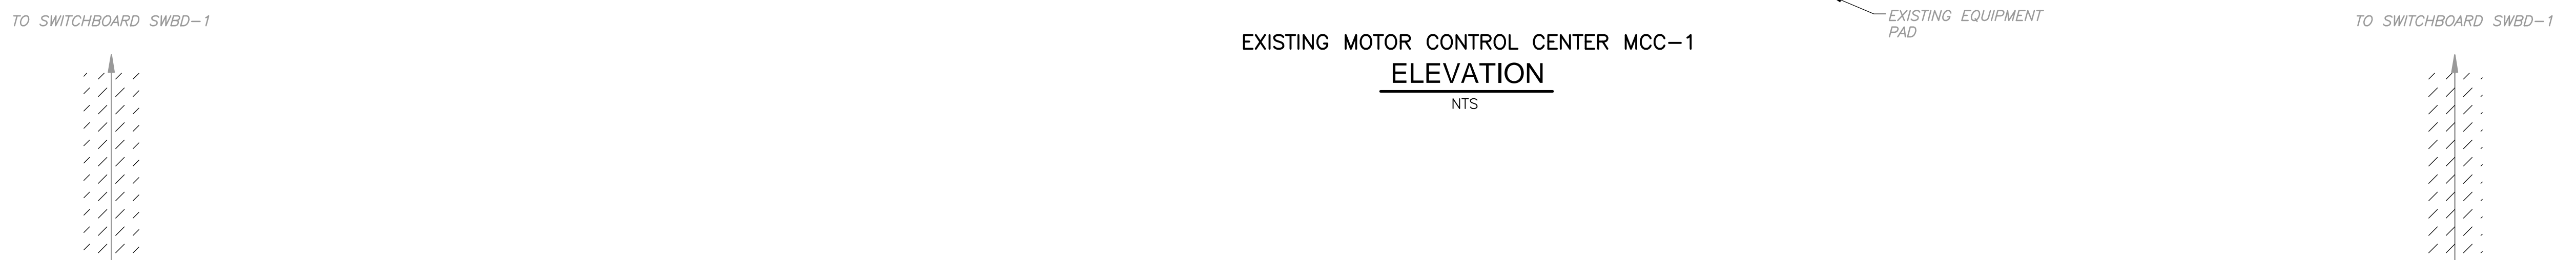 TO SWITCHBOARD SWBD-1
EXISTING MOTOR CONTROL CENTER MCC-1
ELEVATION
NTS
EXISTING EQUIPMENT
PAD
TO SWITCHBOARD SWBD-1